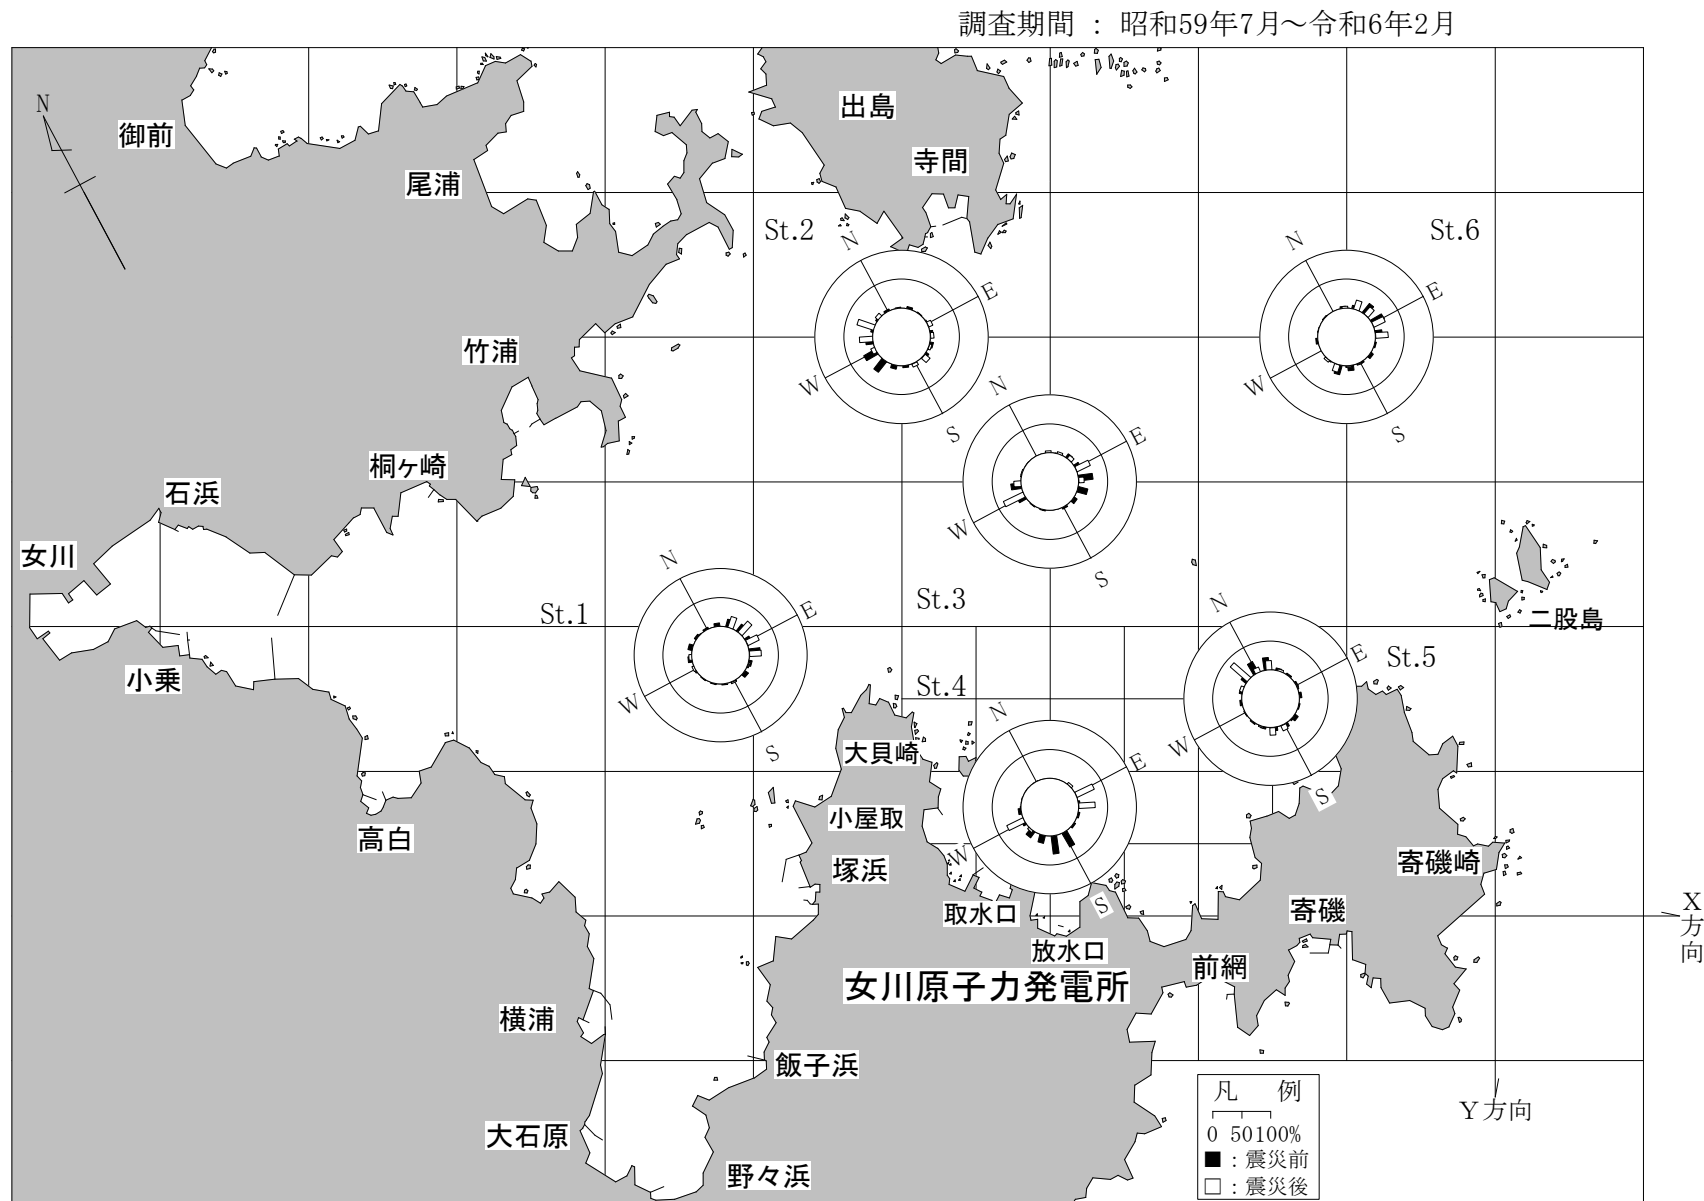 調査期間 : 昭和59年7月～令和6年2月
N
御前
出島
尾浦
寺間
St.2
N
E
W
S
St.6
N
E
W
S
竹浦
N
E
W
S
桐ヶ崎
石浜
女川
St.1
N
E
W
S
St.3
二股島
小乗
St.4
N
E
W
S
St.5
N
E
W
S
大貝崎
小屋取
高白
塚浜
寄磯崎
取水口
寄磯
X方向
放水口
前網
女川原子力発電所
横浦
飯子浜
Y方向
大石原
野々浜
凡 例
0 50100%
■：震災前
□：震災後